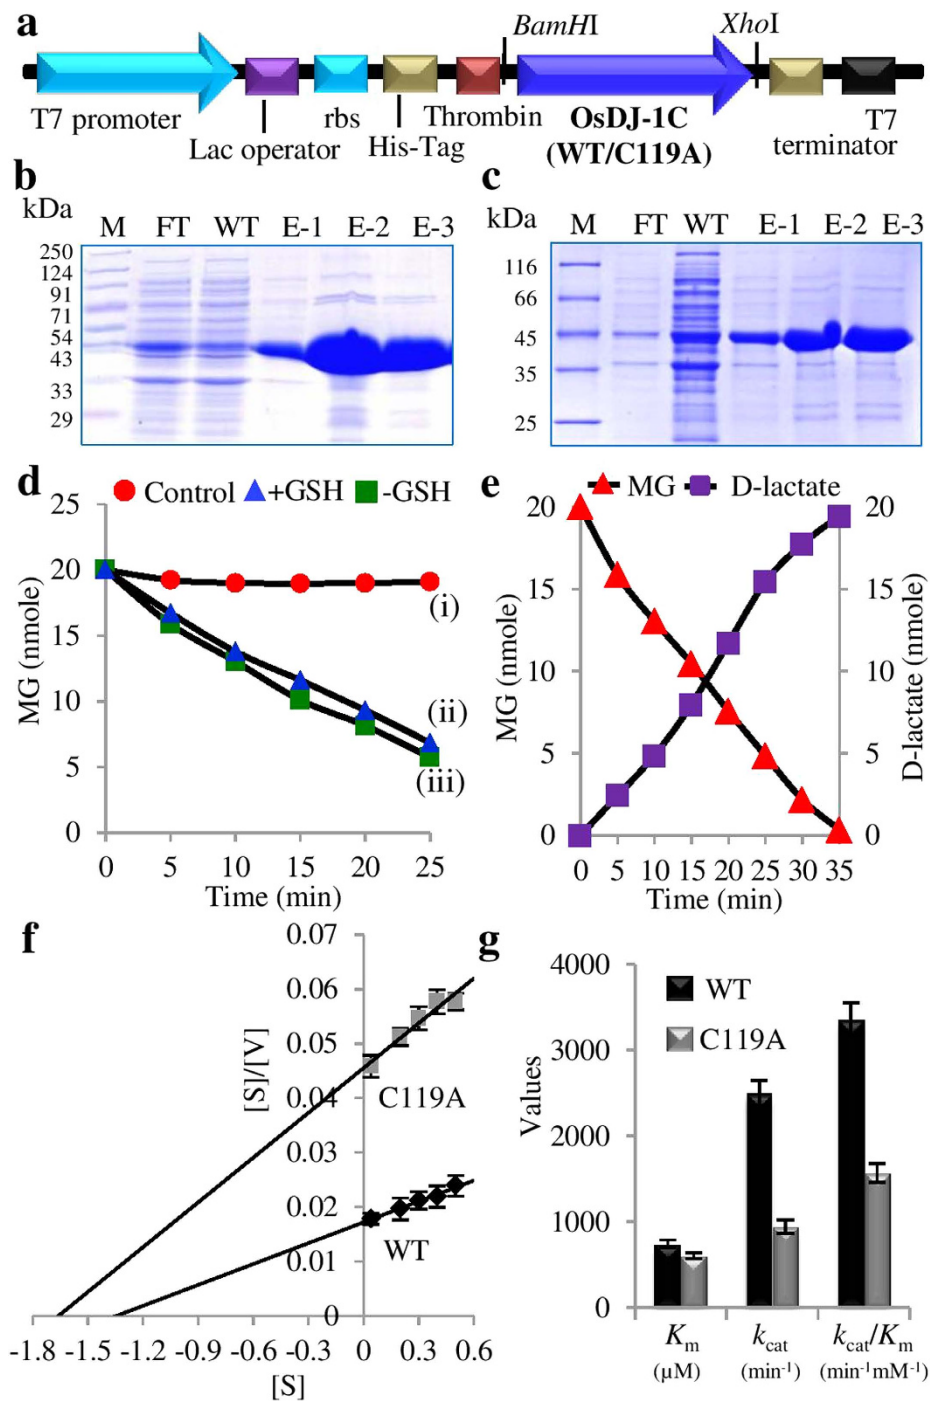 a
BamHI
XhoI
T7 promoter
Lac operator
rbs
His-Tag
Thrombin
OsDJ-1C
(WT/C119A)
T7
terminator
b
kDa
M FT WT E-1 E-2 E-3
250
124
91
71
54
43
33
29
c
kDa
M FT WT E-1 E-2 E-3
116
66
45
35
25
d
Control +GSH -GSH
25
20
15
10
5
0
MG (nmole)
(i)
(ii)
(iii)
0 5 10 15 20 25
Time (min)
e
MG D-lactate
20
15
10
5
0
MG (nmole)
20
15
10
5
0
D-lactate (nmole)
0 5 10 15 20 25 30 35
Time (min)
f
0.07
0.06
0.05
0.04
0.03
0.02
0.01
0
[S]/[V]
C119A
WT
-1.8 -1.5 -1.2 -0.9 -0.6 -0.3 0 0.3 0.6
[S]
g
4000
3000
2000
1000
0
Values
WT
C119A
Km kcat kcat/Km
(µM) (min⁻¹) (min⁻¹mM⁻¹)